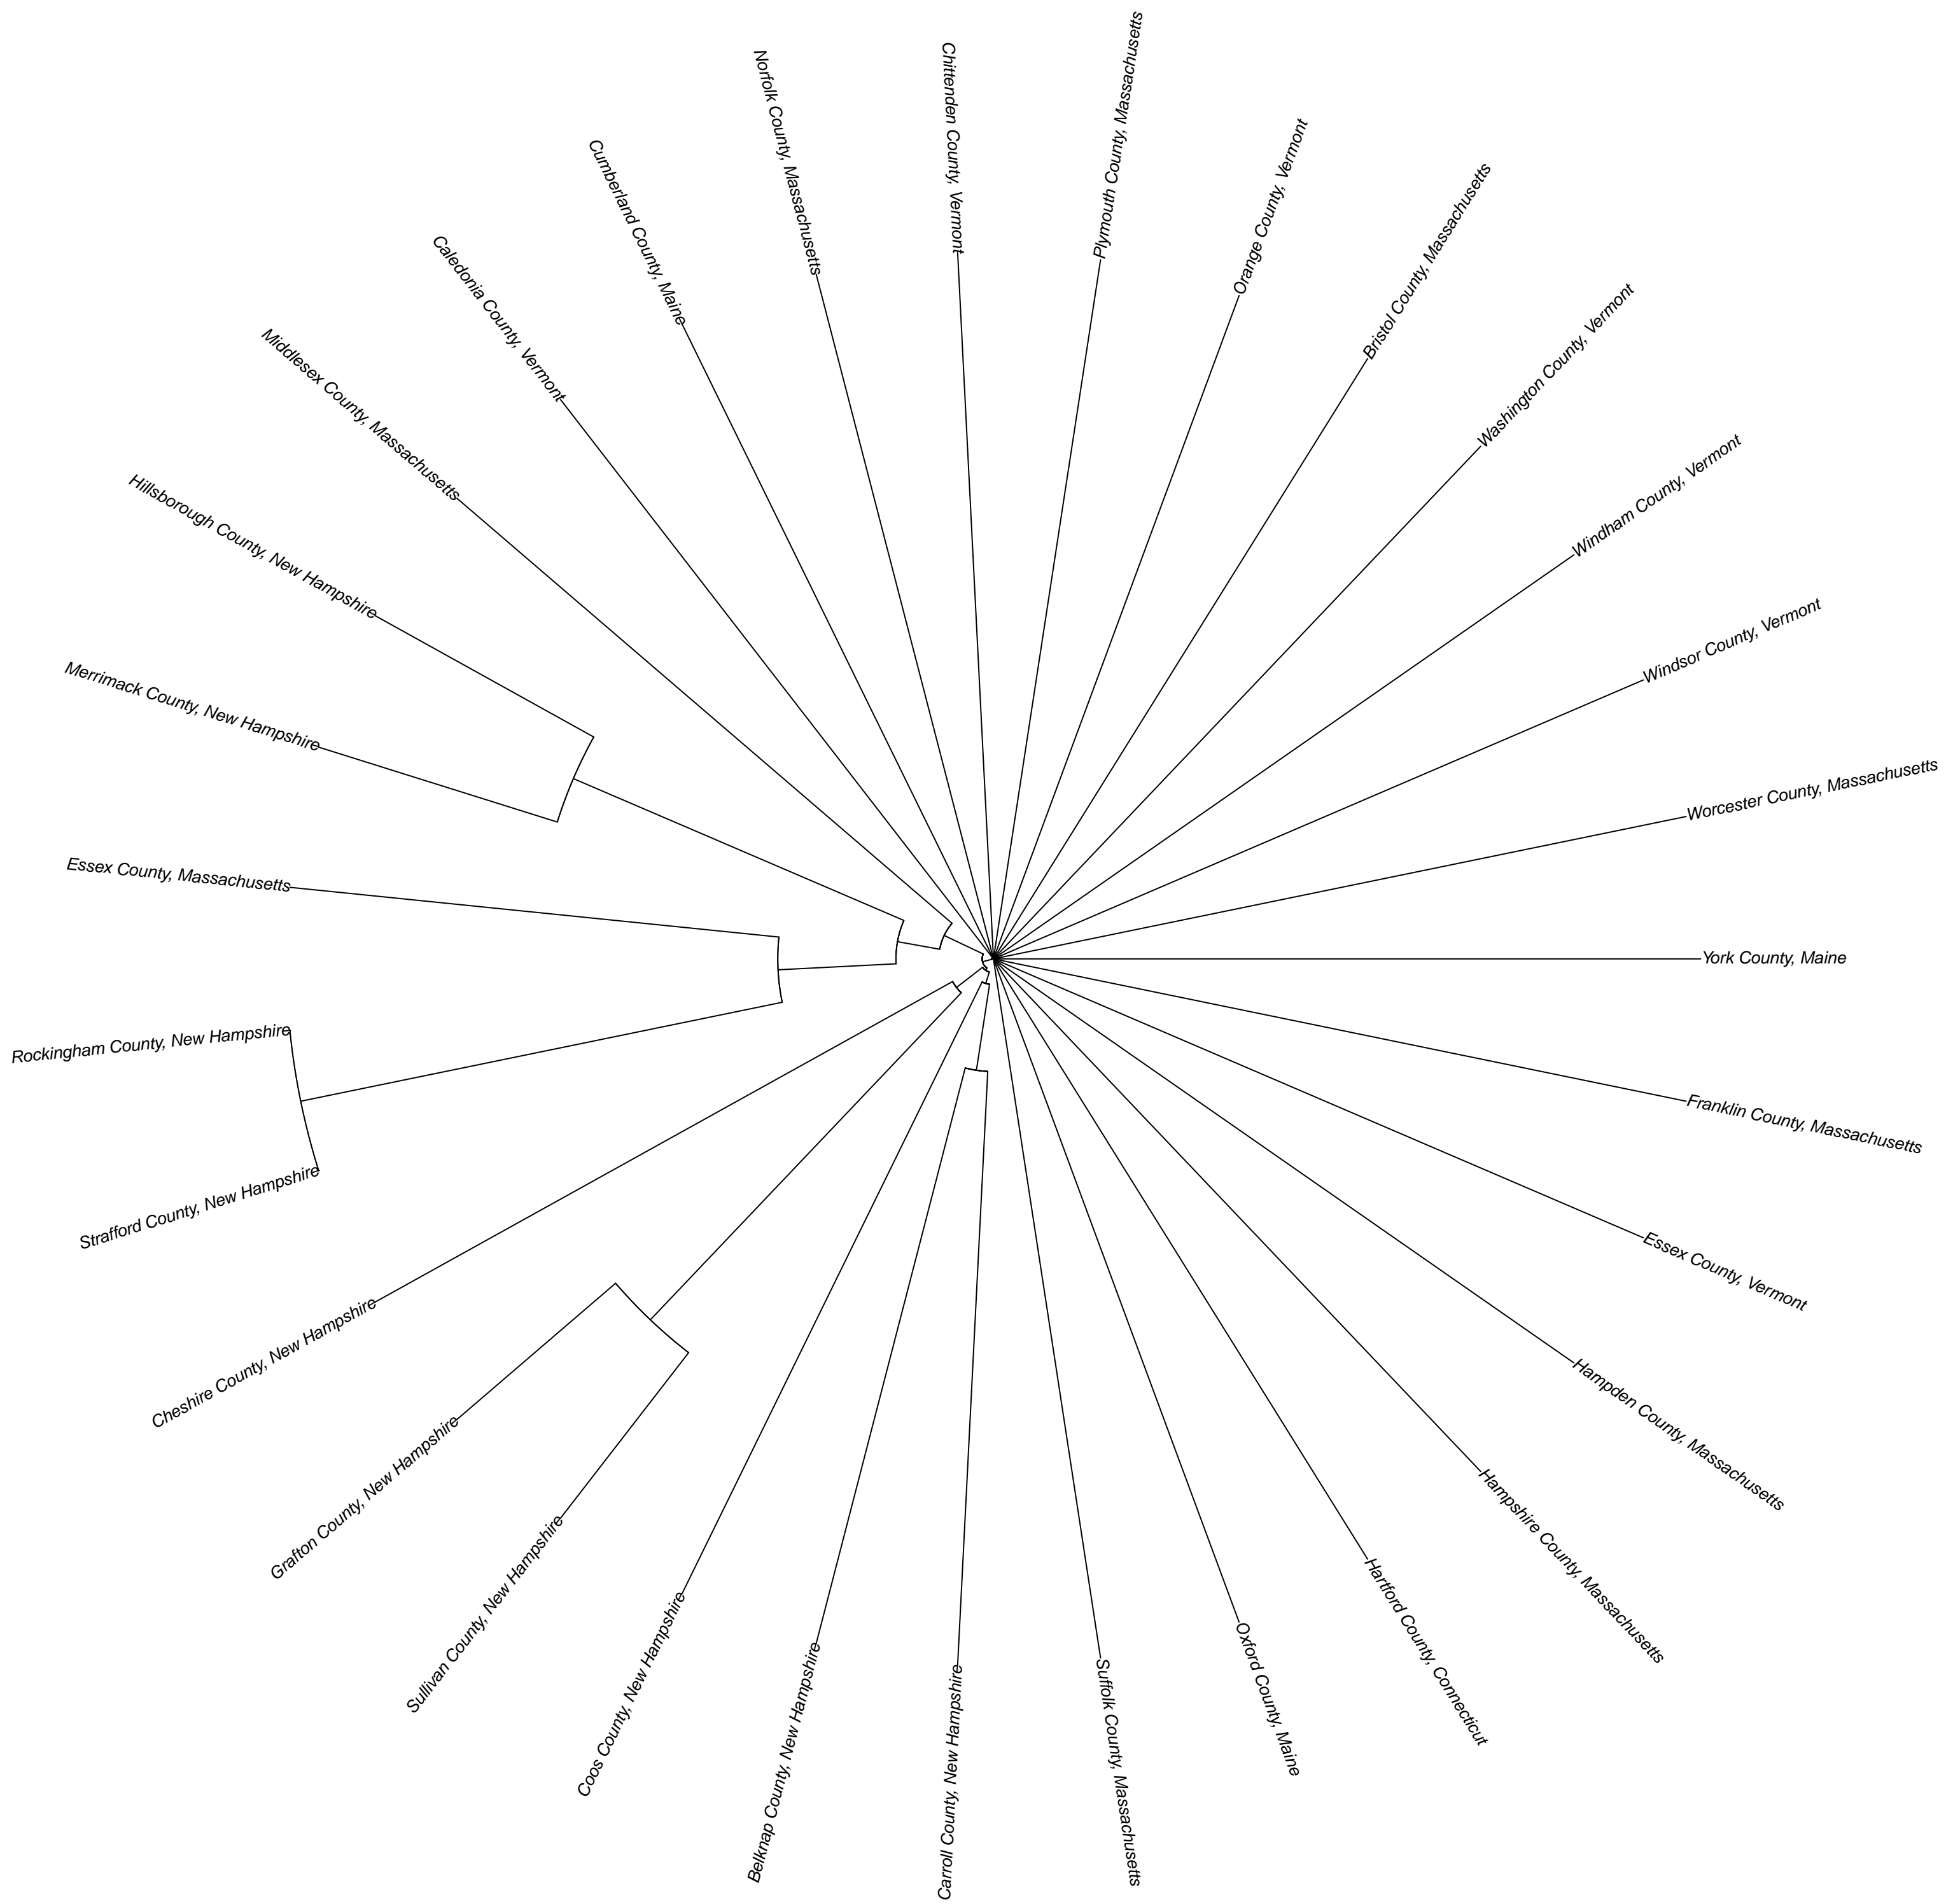 Chittenden County, Vermont
Plymouth County, Massachusetts
Orange County, Vermont
Bristol County, Massachusetts
Washington County, Vermont
Windham County, Vermont
Windsor County, Vermont
Worcester County, Massachusetts
York County, Maine
Franklin County, Massachusetts
Essex County, Vermont
Hampden County, Massachusetts
Hampshire County, Massachusetts
Hartford County, Connecticut
Oxford County, Maine
Suffolk County, Massachusetts
Carroll County, New Hampshire
Belknap County, New Hampshire
Coos County, New Hampshire
Sullivan County, New Hampshire
Grafton County, New Hampshire
Cheshire County, New Hampshire
Strafford County, New Hampshire
Rockingham County, New Hampshire
Essex County, Massachusetts
Merrimack County, New Hampshire
Hillsborough County, New Hampshire
Middlesex County, Massachusetts
Caledonia County, Vermont
Cumberland County, Maine
Norfolk County, Massachusetts